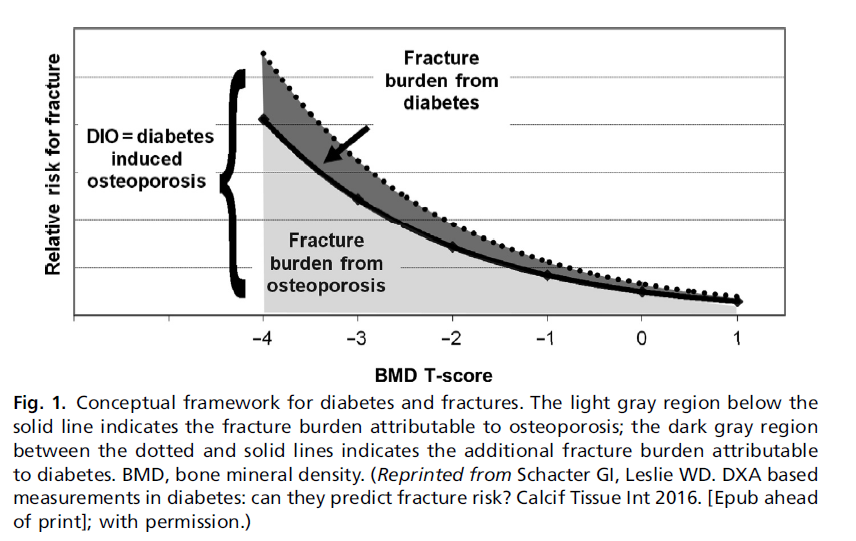 Relative risk for fracture
DIO = diabetes
induced
osteoporosis
Fracture
burden from
diabetes
Fracture
burden from
osteoporosis
−4
−3
−2
−1
0
1
BMD T-score
Fig. 1. Conceptual framework for diabetes and fractures. The light gray region below the
solid line indicates the fracture burden attributable to osteoporosis; the dark gray region
between the dotted and solid lines indicates the additional fracture burden attributable
to diabetes. BMD, bone mineral density. (Reprinted from Schacter GI, Leslie WD. DXA based
measurements in diabetes: can they predict fracture risk? Calcif Tissue Int 2016. [Epub ahead
of print]; with permission.)